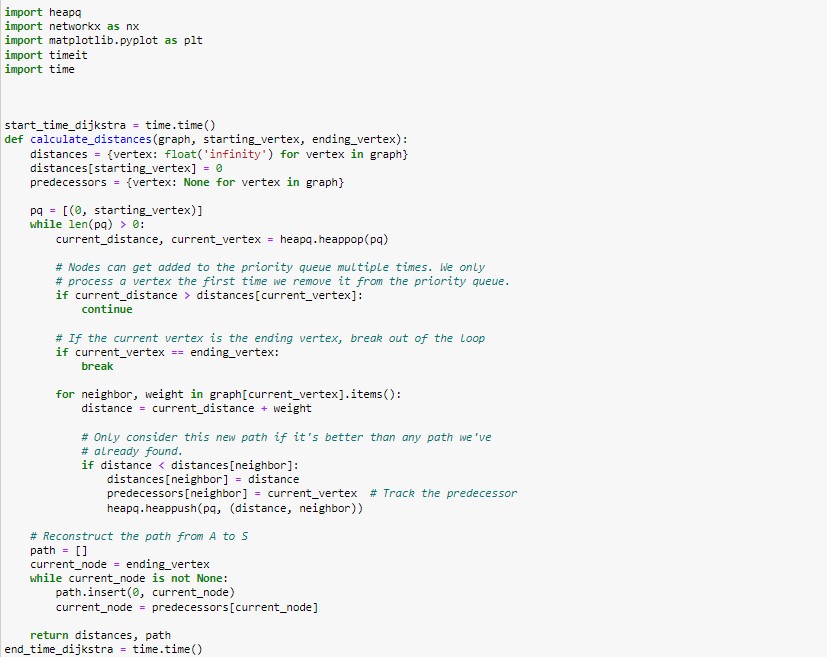 import heapq
import networkx as nx
import matplotlib.pyplot as plt
import timeit
import time

start_time_dijkstra = time.time()
def calculate_distances(graph, starting_vertex, ending_vertex):
    distances = {vertex: float('infinity') for vertex in graph}
    distances[starting_vertex] = 0
    predecessors = {vertex: None for vertex in graph}

    pq = [(0, starting_vertex)]
    while len(pq) > 0:
        current_distance, current_vertex = heapq.heappop(pq)

        # Nodes can get added to the priority queue multiple times. We only
        # process a vertex the first time we remove it from the priority queue.
        if current_distance > distances[current_vertex]:
            continue

        # If the current vertex is the ending vertex, break out of the loop
        if current_vertex == ending_vertex:
            break

        for neighbor, weight in graph[current_vertex].items():
            distance = current_distance + weight

            # Only consider this new path if it's better than any path we've
            # already found.
            if distance < distances[neighbor]:
                distances[neighbor] = distance
                predecessors[neighbor] = current_vertex  # Track the predecessor
                heapq.heappush(pq, (distance, neighbor))

    # Reconstruct the path from A to S
    path = []
    current_node = ending_vertex
    while current_node is not None:
        path.insert(0, current_node)
        current_node = predecessors[current_node]

    return distances, path
end_time_dijkstra = time.time()